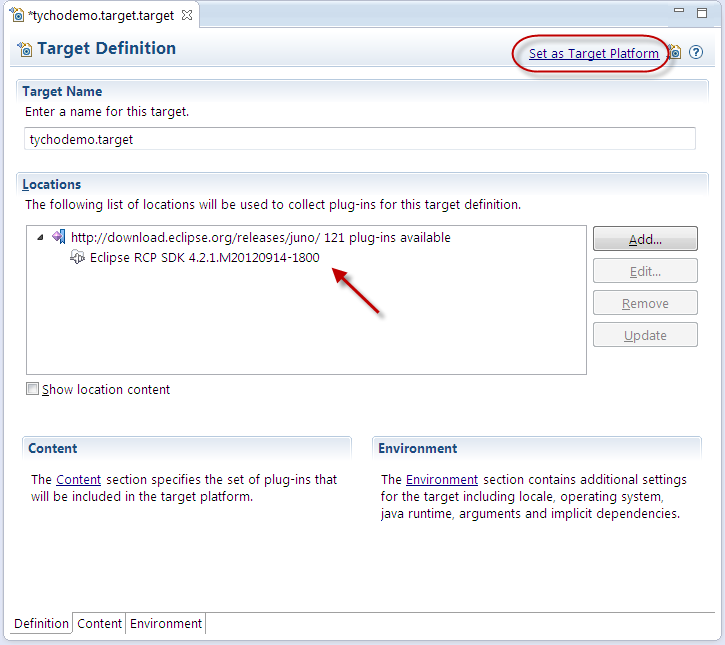 *tychodemo.target.target
Target Definition
Set as Target Platform
?
Target Name
Enter a name for this target.
tychodemo.target
Locations
The following list of locations will be used to collect plug-ins for this target definition.
http://download.eclipse.org/releases/juno/ 121 plug-ins available
Eclipse RCP SDK 4.2.1.M20120914-1800
Add...
Edit...
Remove
Update
Show location content
Content
The Content section specifies the set of plug-ins that
will be included in the target platform.
Environment
The Environment section contains additional settings
for the target including locale, operating system,
java runtime, arguments and implicit dependencies.
Definition Content Environment